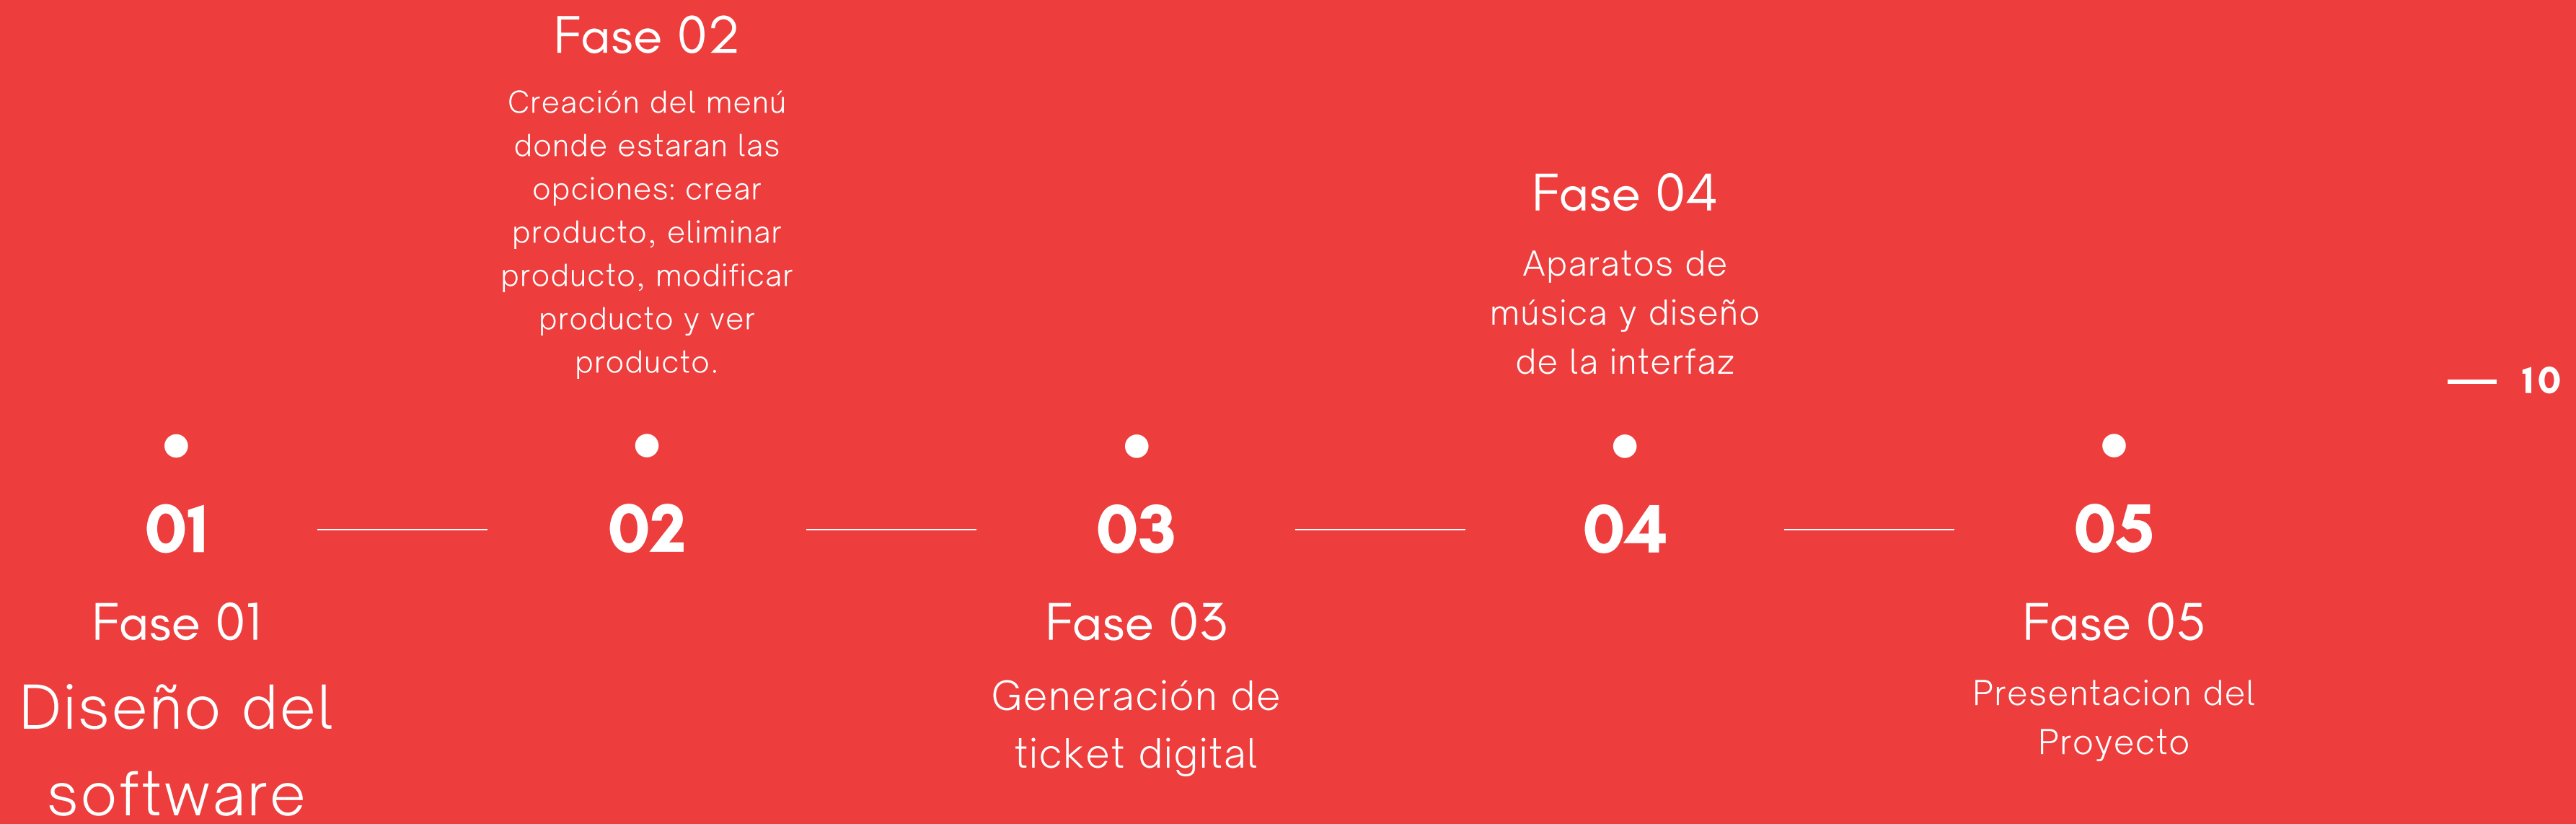 Fase 02
Creación del menú
donde estaran las
opciones: crear
producto, eliminar
producto, modificar
producto y ver
producto.
Fase 04
Aparatos de
música y diseño
de la interfaz
10
01
02
03
04
05
Fase 01
Diseño del
software
Fase 03
Generación de
ticket digital
Fase 05
Presentacion del
Proyecto